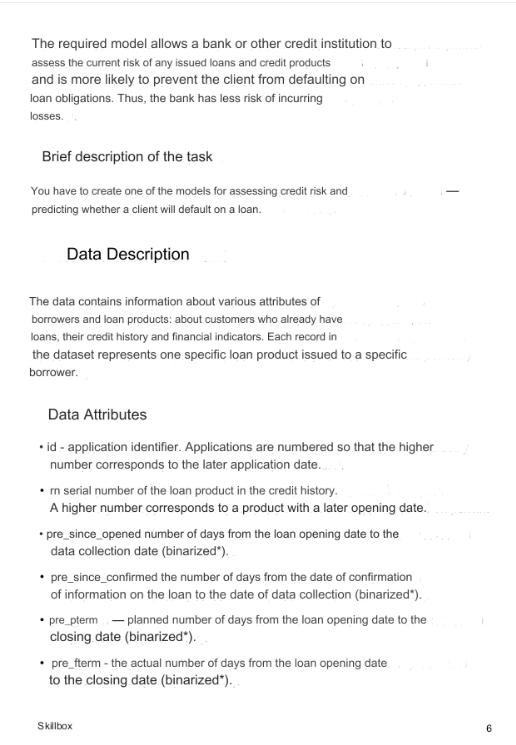 The required model allows a bank or other credit institution to
assess the current risk of any issued loans and credit products
and is more likely to prevent the client from defaulting on
loan obligations. Thus, the bank has less risk of incurring
losses.
Brief description of the task
You have to create one of the models for assessing credit risk and —
predicting whether a client will default on a loan.
Data Description
The data contains information about various attributes of
borrowers and loan products: about customers who already have
loans, their credit history and financial indicators. Each record in
the dataset represents one specific loan product issued to a specific
borrower.
Data Attributes
• id - application identifier. Applications are numbered so that the higher
number corresponds to the later application date.
• rn serial number of the loan product in the credit history.
A higher number corresponds to a product with a later opening date.
• pre_since_opened number of days from the loan opening date to the
data collection date (binarized*).
• pre_since_confirmed the number of days from the date of confirmation
of information on the loan to the date of data collection (binarized*).
• pre_pterm — planned number of days from the loan opening date to the
closing date (binarized*).
• pre_fterm - the actual number of days from the loan opening date
to the closing date (binarized*).
Skillbox 6